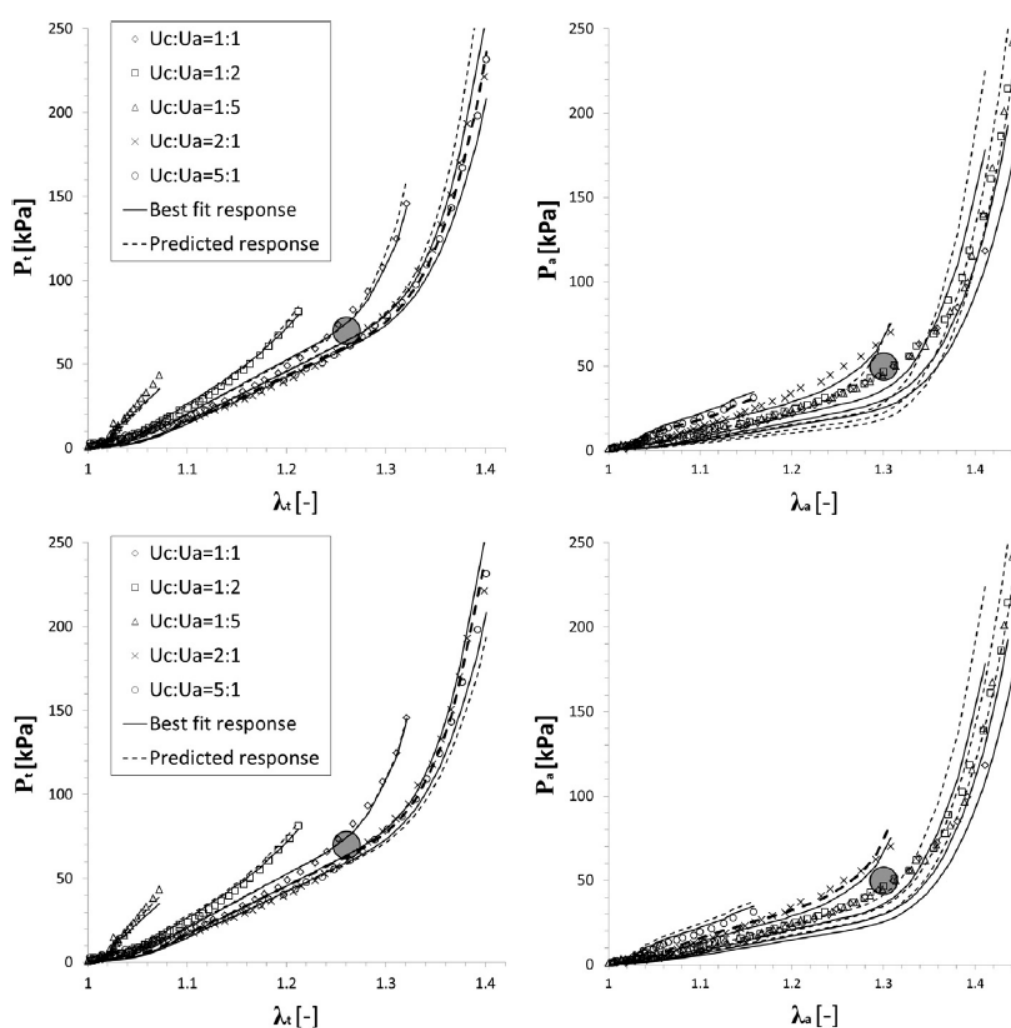 250
200
150
100
50
0
Pt [kPa]
Uc:Ua=1:1
Uc:Ua=1:2
Uc:Ua=1:5
Uc:Ua=2:1
Uc:Ua=5:1
Best fit response
Predicted response
1 1.1 1.2 1.3 1.4
λt [-]
250
200
150
100
50
0
Pa [kPa]
1 1.1 1.2 1.3 1.4
λa [-]
250
200
150
100
50
0
Pt [kPa]
Uc:Ua=1:1
Uc:Ua=1:2
Uc:Ua=1:5
Uc:Ua=2:1
Uc:Ua=5:1
Best fit response
Predicted response
1 1.1 1.2 1.3 1.4
λt [-]
250
200
150
100
50
0
Pa [kPa]
1 1.1 1.2 1.3 1.4
λa [-]